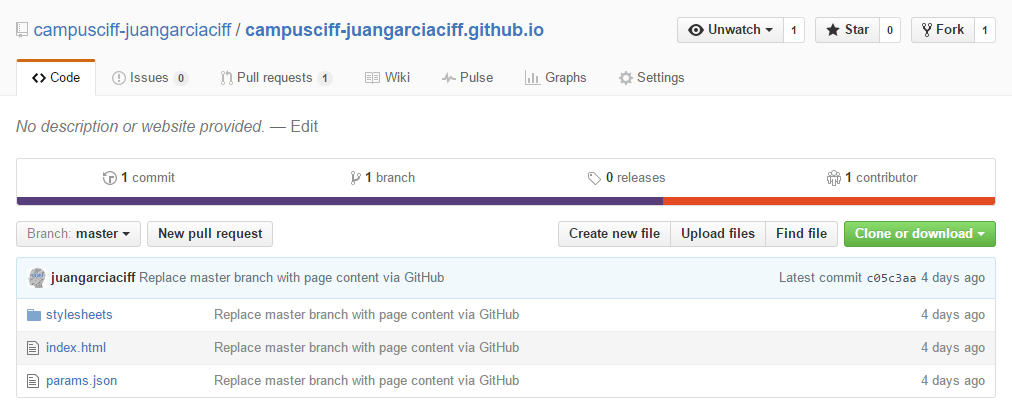 campusciff-juangarciaciff / campusciff-juangarciaciff.github.io Unwatch 1 Star 0 Fork 1
Code Issues 0 Pull requests 1 Wiki Pulse Graphs Settings
No description or website provided. — Edit
1 commit 1 branch 0 releases 1 contributor
Branch: master New pull request Create new file Upload files Find file Clone or download
juangarciaciff Replace master branch with page content via GitHub Latest commit c05c3aa 4 days ago
stylesheets Replace master branch with page content via GitHub 4 days ago
index.html Replace master branch with page content via GitHub 4 days ago
params.json Replace master branch with page content via GitHub 4 days ago